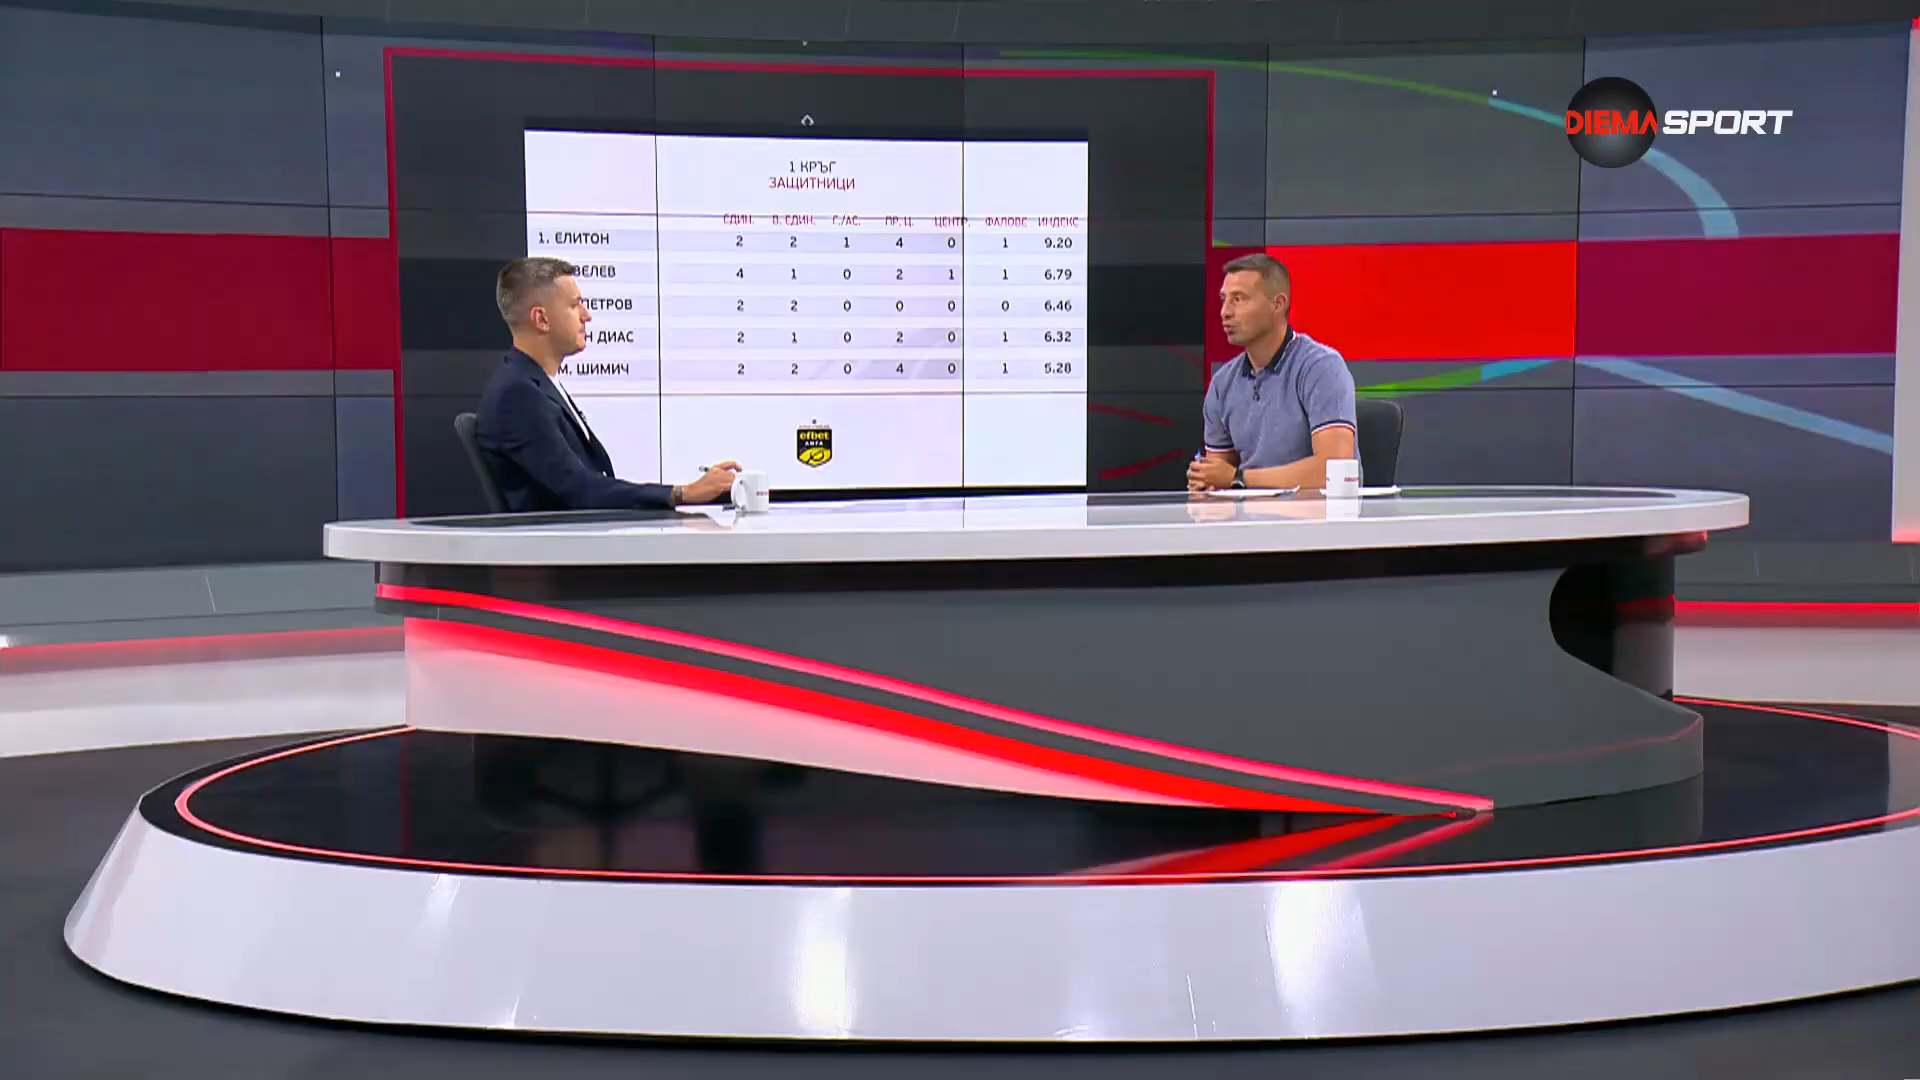 DIEMA SPORT
1 КРЪГ
ЗАЩИТНИЦИ
ЕДИН. В. ЕДИН. Г./АС. ПР. Ц. ЦЕНТР. ФАЛОВЕ ИНДЕКС
1. ЕЛИТОН 2 2 1 4 0 1 9.20
ВЕЛЕВ 4 1 0 2 1 1 6.79
ПЕТРОВ 2 2 0 0 0 0 6.46
Н ДИАС 2 1 0 2 0 1 6.32
М. ШИМИЧ 2 2 0 4 0 1 5.28
efbet
ЛИГА